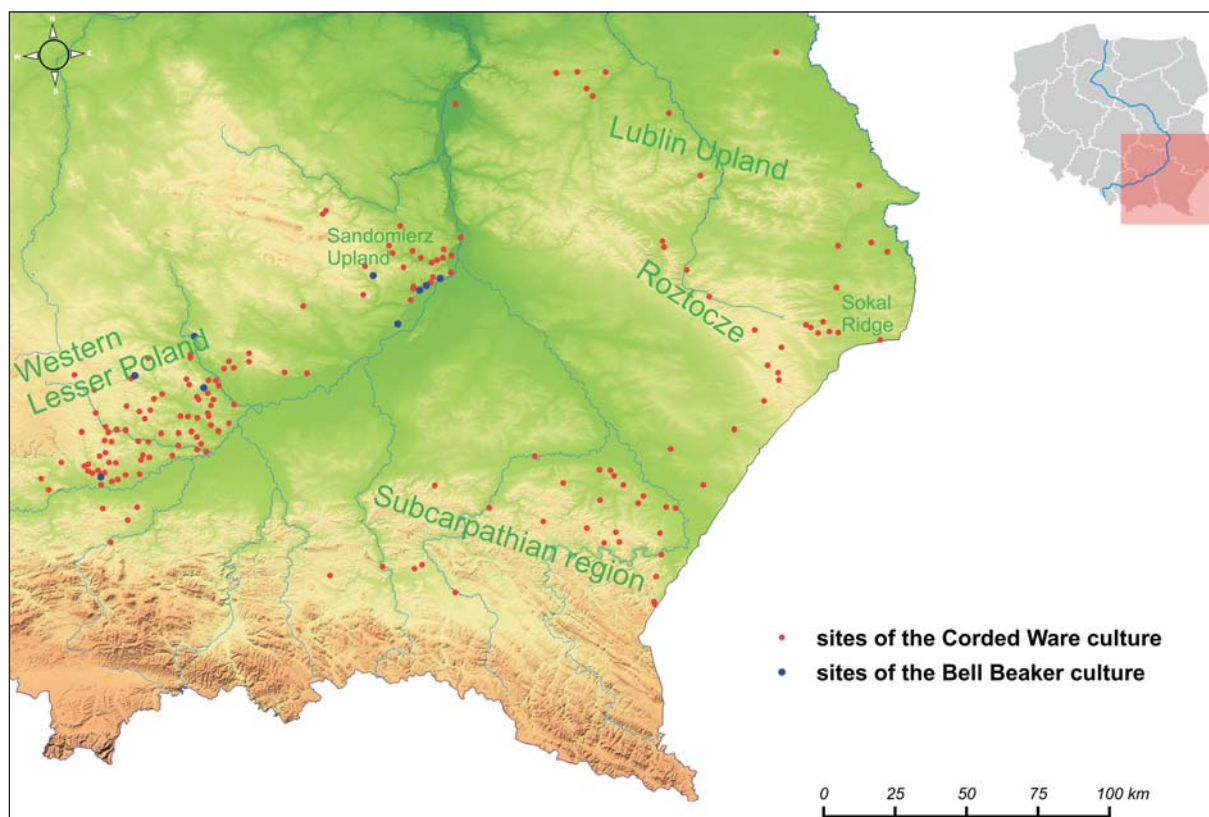 N
W
E
S
Lublin Upland
Sandomierz
Upland
Roztocze
Sokal
Ridge
Western
Lesser Poland
Subcarpathian region
sites of the Corded Ware culture
sites of the Bell Beaker culture
0 25 50 75 100 km